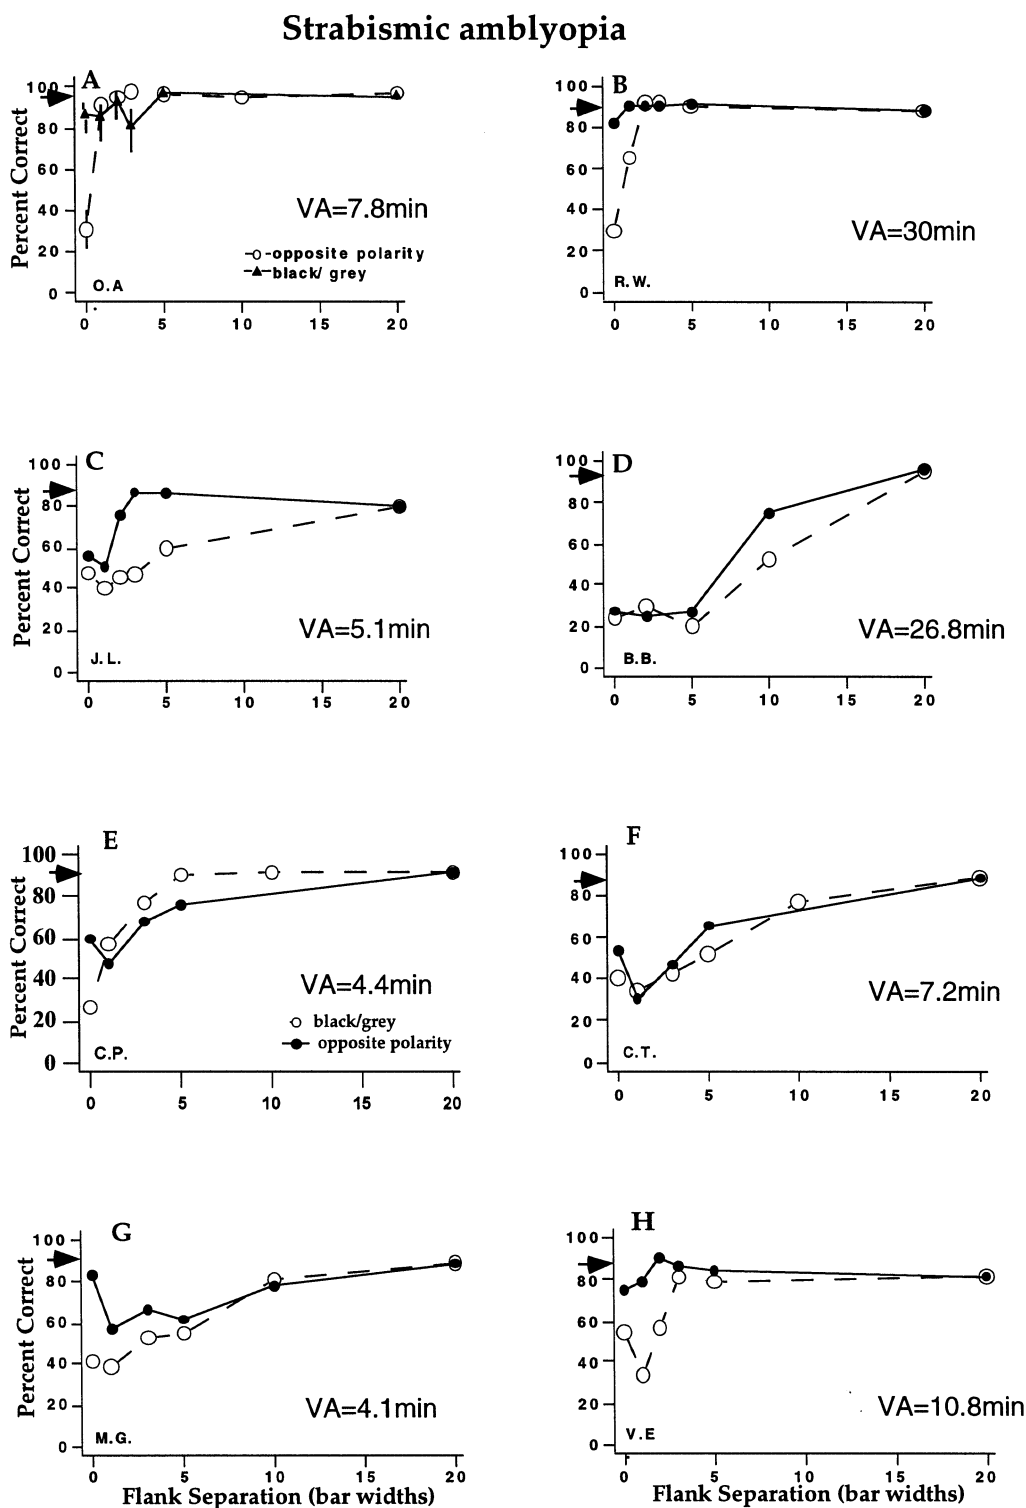 Strabismic amblyopia
A
Percent Correct
100
80
60
40
20
0
VA=7.8min
opposite polarity
black/ grey
O.A
0 5 10 15 20
B
100
80
60
40
20
0
VA=30min
R.W.
0 5 10 15 20
C
Percent Correct
100
80
60
40
20
0
VA=5.1min
J.L.
0 5 10 15 20
D
100
80
60
40
20
0
VA=26.8min
B.B.
0 5 10 15 20
E
Percent Correct
100
80
60
40
20
0
VA=4.4min
black/grey
opposite polarity
C.P.
0 5 10 20
F
100
80
60
40
20
0
VA=7.2min
C.T.
0 5 10 15 20
G
Percent Correct
100
80
60
40
20
0
VA=4.1min
M.G.
0 5 10 15 20
Flank Separation (bar widths)
H
100
80
60
40
20
0
VA=10.8min
V.E
0 5 10 15 20
Flank Separation (bar widths)